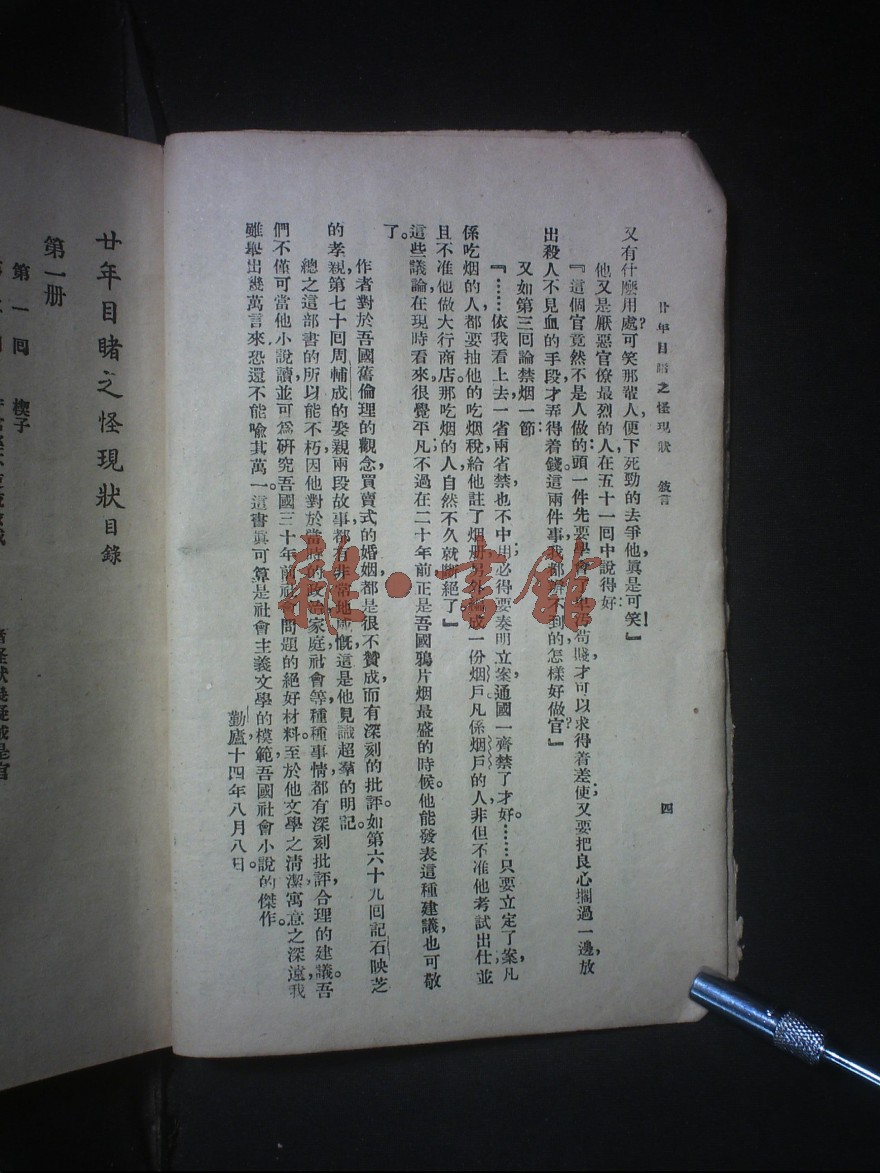 廿年目睹之怪現狀 敍言
四
又有什麼用處?可笑那輩人,便下死勁的去爭他,眞是可笑!』
他又是厭惡官僚最烈的人,在五十一回中說得好:
『這個官竟然不是人做的。頭一件先要學會了卑汚苟賤,才可以求得着差使;又要把良心擱過一邊,放
出殺人不見血的手段,才弄得着錢。這兩件事我都辦不到的,怎樣好做官?』
又如第三回論禁烟一節:
『……依我看上去,一省兩省禁也不中用;必得要奏明立案,通國一齊禁了才好。……只要立定了案,凡
係吃烟的人,都要抽他的吃烟稅,給他註了烟册,另外編成一份烟戶。凡係烟戶的人,非但不准他考試出仕,並
且不准他做大行商店。那吃烟的人,自然不久就斷絕了。』
這些議論,在現時看來,很覺平凡;不過在二十年前正是吾國鴉片烟最盛的時候。他能發表這種建議,也可敬
了。
作者對於吾國舊倫理的觀念,買賣式的婚姻,都是很不贊成,而有深刻的批評。如第六十九回記石映芝
的孝親,第七十回周輔成的娶親,兩段故事,都有非常地感慨,這是他見識超羣的明記。
總之,這部書的所以能不朽,因他對於當時的政治家庭社會等種種事情,都有深刻批評,合理的建議。吾
們不僅可當他小說讀,並可爲研究吾國三十年前社會問題的絕好材料。至於他文學之清潔,寓意之深遠,我
雖舉出幾萬言來,恐還不能喩其萬一。這書眞可算是社會主義文學的模範,吾國社會小說的傑作。
勤廬,十四年八月八日。
廿年目睹之怪現狀目錄
第一册
第一回 楔子
雜·書館